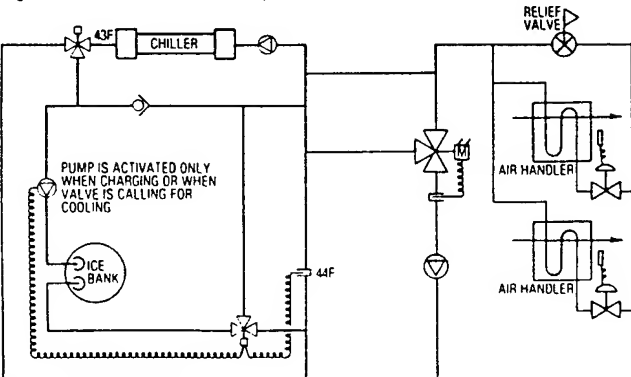 RELIEF
VALVE
43F
CHILLER
M
AIR HANDLER
PUMP IS ACTIVATED ONLY
WHEN CHARGING OR WHEN
VALVE IS CALLING FOR
COOLING
ICE
BANK
44F
AIR HANDLER